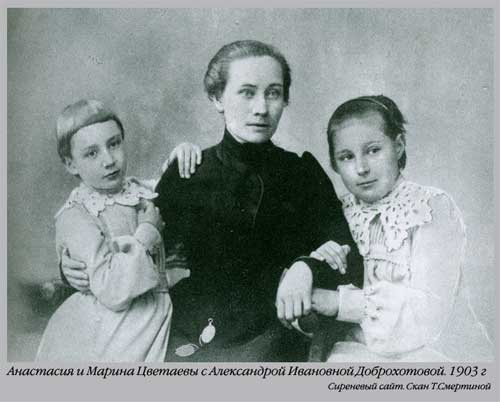 Анастасия и Марина Цветаевы с Александрой Ивановной Доброхотовой. 1903 г
Сиреневый сайт. Скан Т.Смертиной